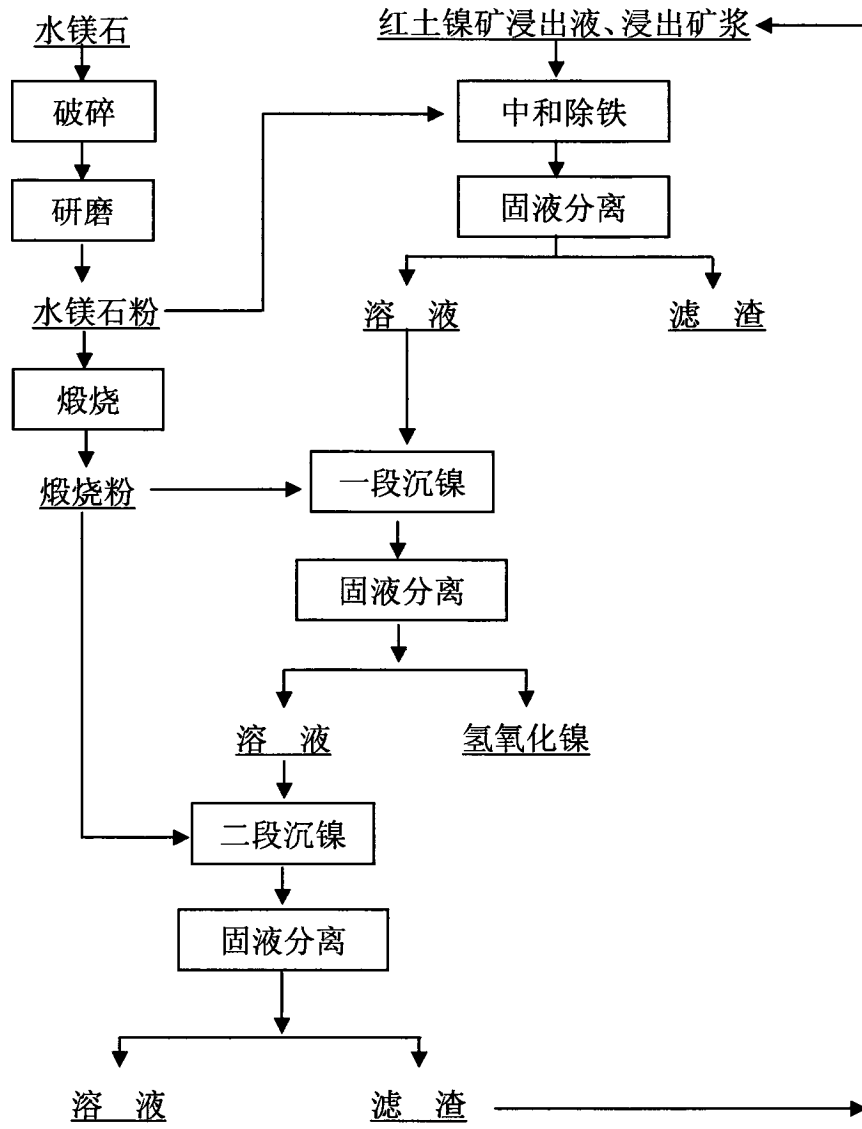 水镁石
红土镍矿浸出液、浸出矿浆
破碎
中和除铁
研磨
固液分离
水镁石粉
溶 液
滤 渣
煅烧
煅烧粉
一段沉镍
固液分离
溶 液
氢氧化镍
二段沉镍
固液分离
溶 液
滤 渣